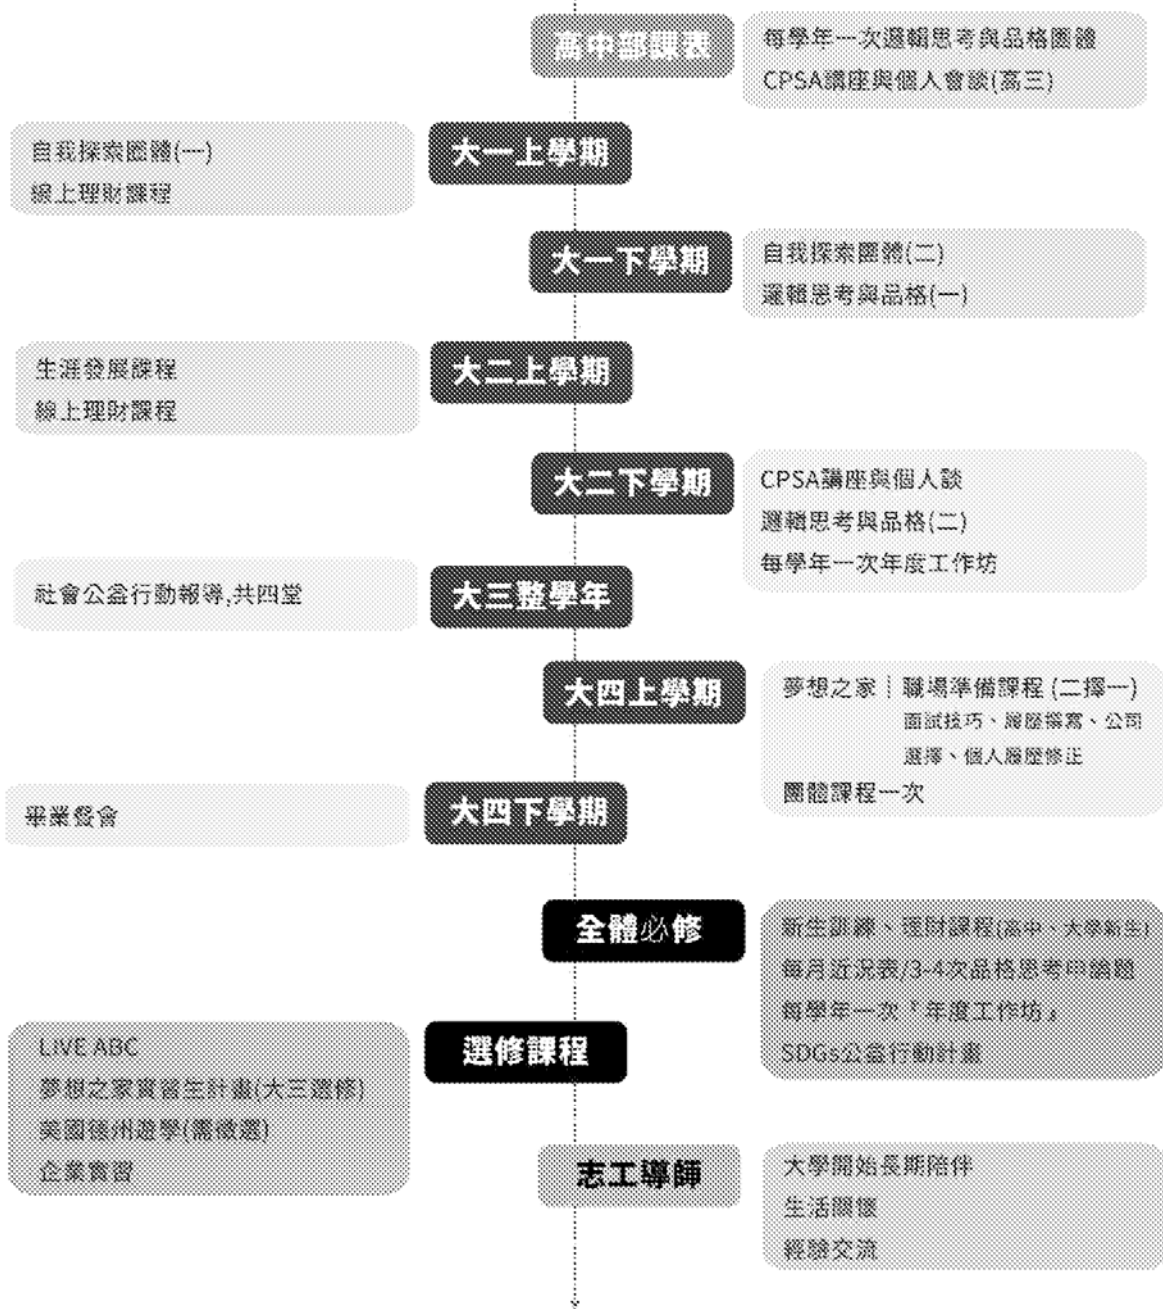 高中部課表
每學年一次邏輯思考與品格團體
CPSA講座與個人會談(高三)
大一上學期
自我探索團體(一)
線上理財課程
大一下學期
自我探索團體(二)
邏輯思考與品格(一)
大二上學期
生涯發展課程
線上理財課程
大二下學期
CPSA講座與個人談
邏輯思考與品格(二)
每學年一次年度工作坊
大三整學年
社會公益行動報導,共四堂
大四上學期
夢想之家｜職場準備課程 (二擇一)
面試技巧、履歷撰寫、公司
選擇、個人履歷修正
團體課程一次
大四下學期
畢業餐會
全體必修
新生訓練、理財課程(高中、大學新生)
每月近況表/3-4次品格思考申論題
每學年一次『年度工作坊』
SDGs公益行動計畫
選修課程
LIVE ABC
夢想之家實習生計畫(大三選修)
美國德州遊學(需徵選)
企業實習
志工導師
大學開始長期陪伴
生活關懷
經驗交流